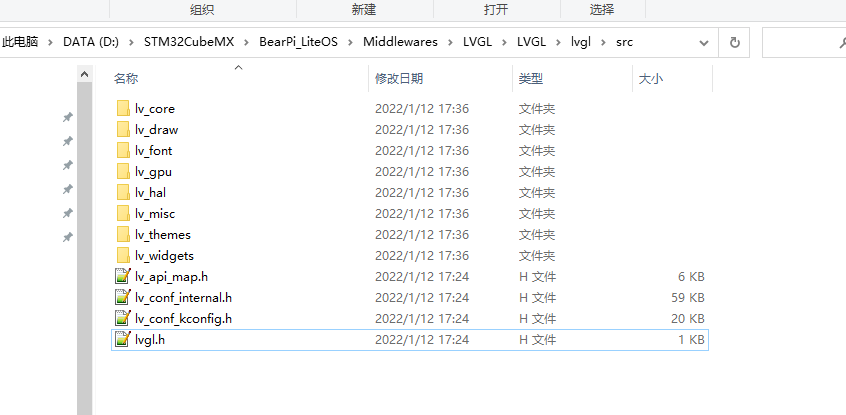 组织 新建 打开 选择
此电脑 > DATA (D:) > STM32CubeMX > BearPi_LiteOS > Middlewares > LVGL > LVGL > lvgl > src
名称 修改日期 类型 大小
lv_core 2022/1/12 17:36 文件夹
lv_draw 2022/1/12 17:36 文件夹
lv_font 2022/1/12 17:36 文件夹
lv_gpu 2022/1/12 17:36 文件夹
lv_hal 2022/1/12 17:36 文件夹
lv_misc 2022/1/12 17:36 文件夹
lv_themes 2022/1/12 17:36 文件夹
lv_widgets 2022/1/12 17:36 文件夹
lv_api_map.h 2022/1/12 17:24 H 文件 6 KB
lv_conf_internal.h 2022/1/12 17:24 H 文件 59 KB
lv_conf_kconfig.h 2022/1/12 17:24 H 文件 20 KB
lvgl.h 2022/1/12 17:24 H 文件 1 KB